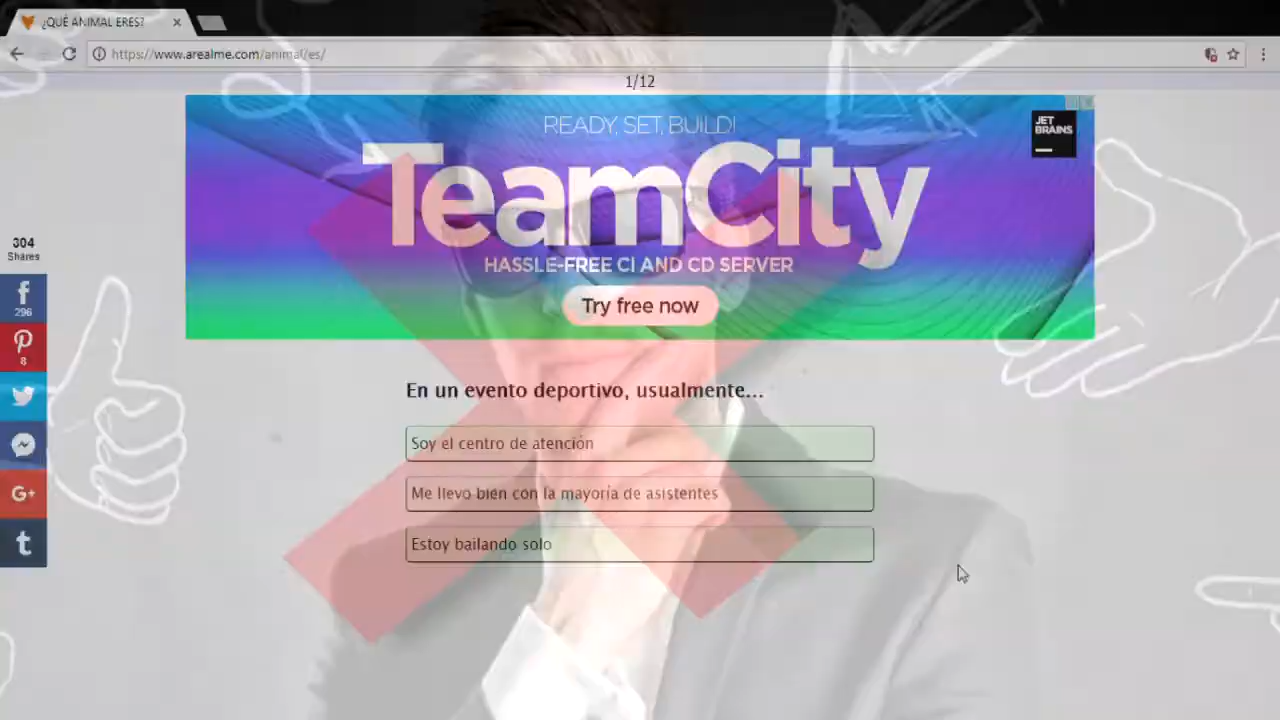 ¿QUÉ ANIMAL ERES?
https://www.arealme.com/animal/es/
1/12
READY, SET, BUILD!
JET
BRAINS
TeamCity
HASSLE-FREE CI AND CD SERVER
Try free now
304
Shares
296
8
G+
En un evento deportivo, usualmente...
Soy el centro de atención
Me llevo bien con la mayoría de asistentes
Estoy bailando solo